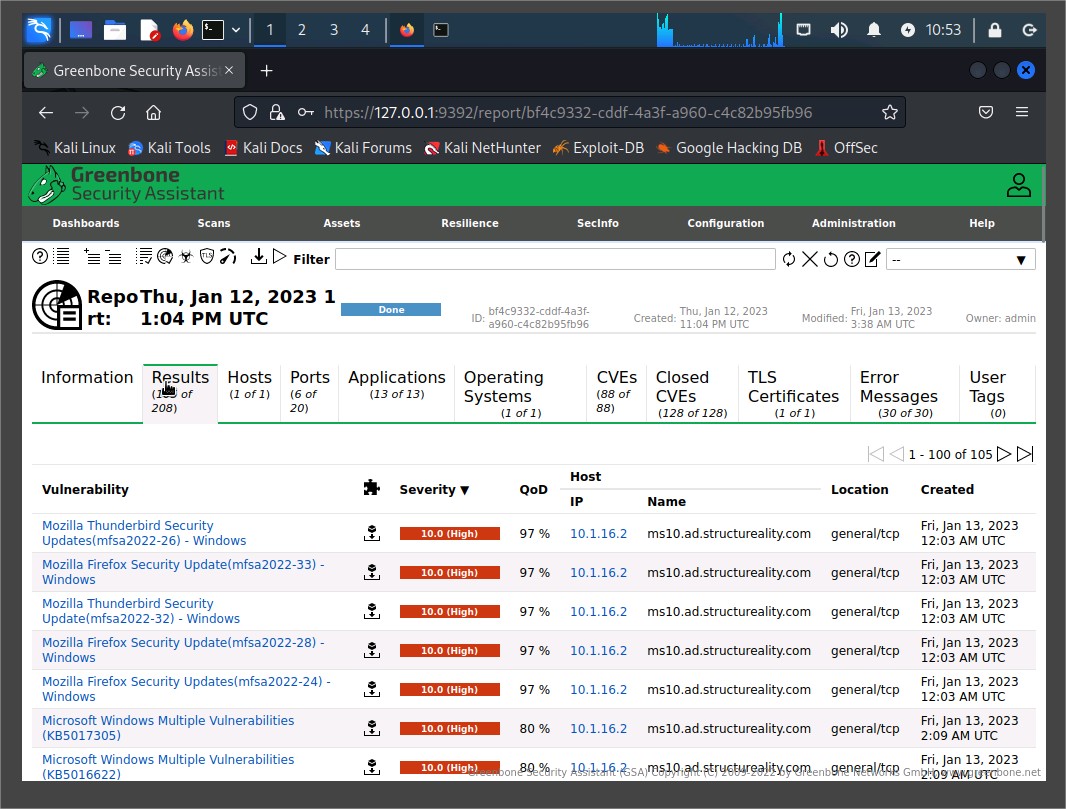 1 2 3 4 10:53
Greenbone Security Assist
https://127.0.0.1:9392/report/bf4c9332-cddf-4a3f-a960-c4c82b95fb96
Kali Linux Kali Tools Kali Docs Kali Forums Kali NetHunter Exploit-DB Google Hacking DB OffSec
Greenbone
Security Assistant
Dashboards Scans Assets Resilience SecInfo Configuration Administration Help
Filter --
Report: Thu, Jan 12, 2023 11:04 PM UTC
Done
ID: bf4c9332-cddf-4a3f-a960-c4c82b95fb96
Created: Thu, Jan 12, 2023 11:04 PM UTC
Modified: Fri, Jan 13, 2023 3:38 AM UTC
Owner: admin
Information
Results
of 208)
Hosts
(1 of 1)
Ports
(6 of 20)
Applications
(13 of 13)
Operating Systems
(1 of 1)
CVEs
(88 of 88)
Closed CVEs
(128 of 128)
TLS Certificates
(1 of 1)
Error Messages
(30 of 30)
User Tags
(0)
1 - 100 of 105
Vulnerability Severity ▼ QoD Host IP Name Location Created
Mozilla Thunderbird Security Updates(mfsa2022-26) - Windows 10.0 (High) 97 % 10.1.16.2 ms10.ad.structureality.com general/tcp Fri, Jan 13, 2023 12:03 AM UTC
Mozilla Firefox Security Update(mfsa2022-33) - Windows 10.0 (High) 97 % 10.1.16.2 ms10.ad.structureality.com general/tcp Fri, Jan 13, 2023 12:03 AM UTC
Mozilla Thunderbird Security Update(mfsa2022-32) - Windows 10.0 (High) 97 % 10.1.16.2 ms10.ad.structureality.com general/tcp Fri, Jan 13, 2023 12:03 AM UTC
Mozilla Firefox Security Update(mfsa2022-28) - Windows 10.0 (High) 97 % 10.1.16.2 ms10.ad.structureality.com general/tcp Fri, Jan 13, 2023 12:03 AM UTC
Mozilla Firefox Security Updates(mfsa2022-24) - Windows 10.0 (High) 97 % 10.1.16.2 ms10.ad.structureality.com general/tcp Fri, Jan 13, 2023 12:03 AM UTC
Microsoft Windows Multiple Vulnerabilities (KB5017305) 10.0 (High) 80 % 10.1.16.2 ms10.ad.structureality.com general/tcp Fri, Jan 13, 2023 2:09 AM UTC
Microsoft Windows Multiple Vulnerabilities (KB5016622) 10.0 (High) 80 % 10.1.16.2 ms10.ad.structureality.com general/tcp Fri, Jan 13, 2023 2:09 AM UTC
Greenbone Security Assistant (GSA) Copyright (C) 2009-2022 by Greenbone Networks GmbH, www.greenbone.net